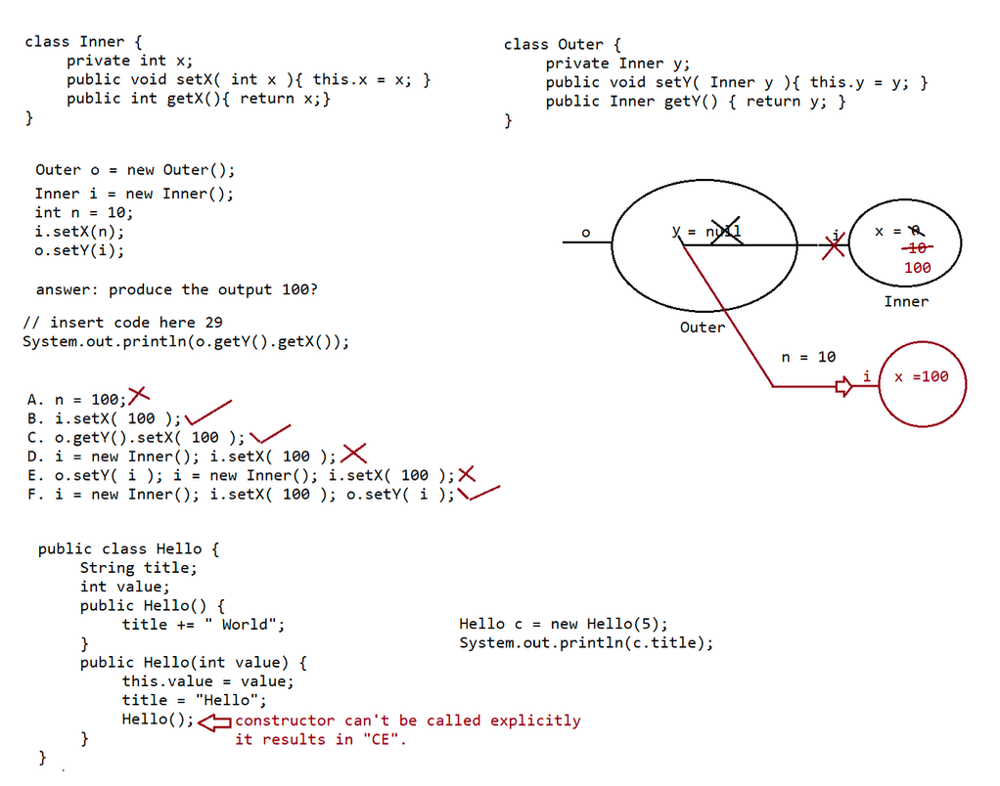 class Inner {
private int x;
public void setX( int x ){ this.x = x; }
public int getX(){ return x;}
}
class Outer {
private Inner y;
public void setY( Inner y ){ this.y = y; }
public Inner getY() { return y; }
}
Outer o = new Outer();
Inner i = new Inner();
int n = 10;
i.setX(n);
o.setY(i);
answer: produce the output 100?
// insert code here 29
System.out.println(o.getY().getX());
o
y = null
i
x = 0
10
100
Inner
Outer
n = 10
i
x =100
A. n = 100;
B. i.setX( 100 );
C. o.getY().setX( 100 );
D. i = new Inner(); i.setX( 100 );
E. o.setY( i ); i = new Inner(); i.setX( 100 );
F. i = new Inner(); i.setX( 100 ); o.setY( i );
public class Hello {
String title;
int value;
public Hello() {
title += " World";
}
public Hello(int value) {
this.value = value;
title = "Hello";
Hello();
}
}
constructor can't be called explicitly
it results in "CE".
Hello c = new Hello(5);
System.out.println(c.title);